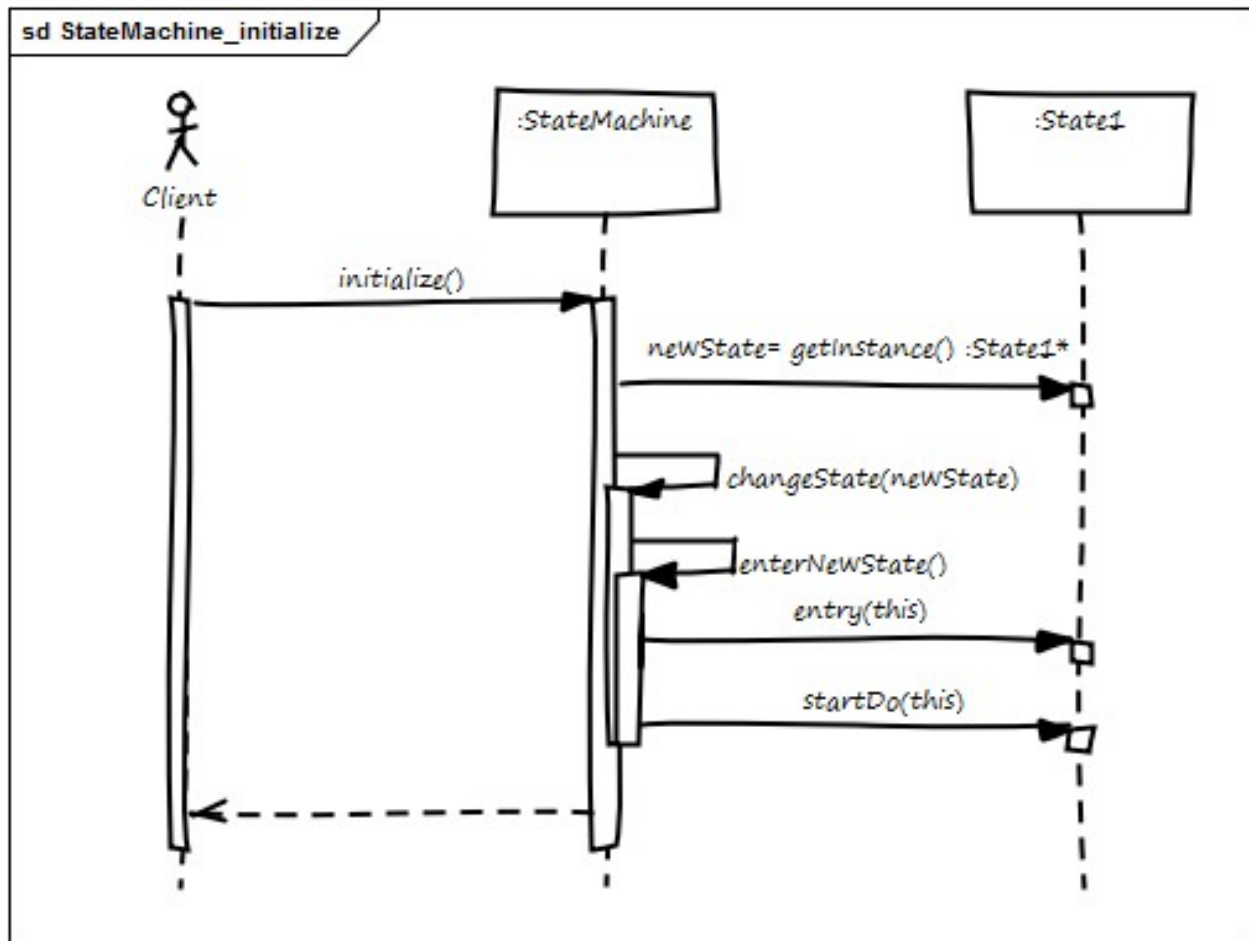 sd StateMachine_initialize
Client
:StateMachine
:State1
initialize()
newState= getInstance() :State1*
changeState(newState)
enterNewState()
entry(this)
startDo(this)